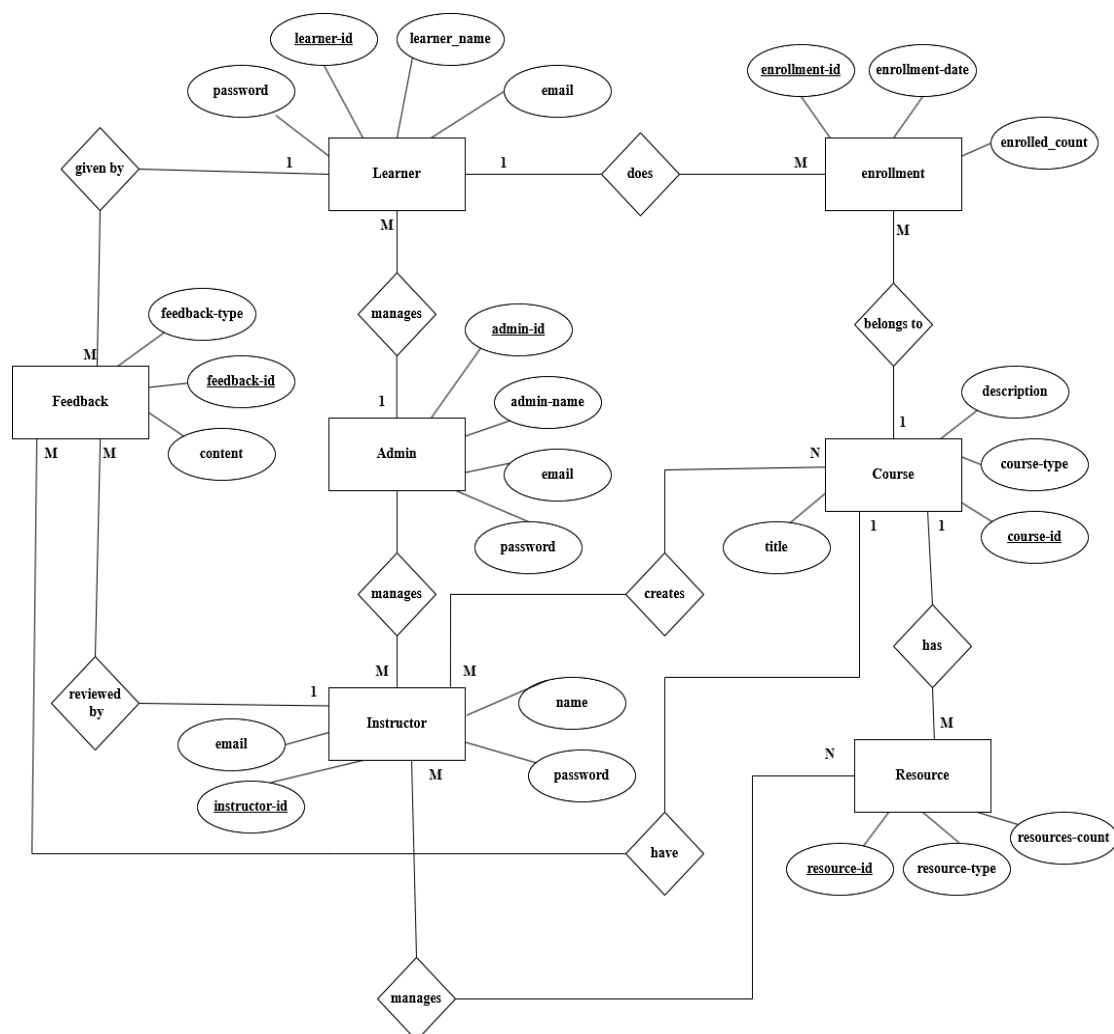 learner-id
learner_name
password
email
enrollment-id
enrollment-date
enrolled_count
given by
1
Learner
1
does
M
enrollment
M
M
manages
belongs to
feedback-type
admin-id
M
feedback-id
Feedback
content
M
M
1
Admin
admin-name
email
password
description
1
N
Course
course-type
course-id
title
1
1
manages
creates
has
reviewed
by
1
M
M
Instructor
name
email
password
instructor-id
M
M
N
Resource
have
resources-count
resource-id
resource-type
manages